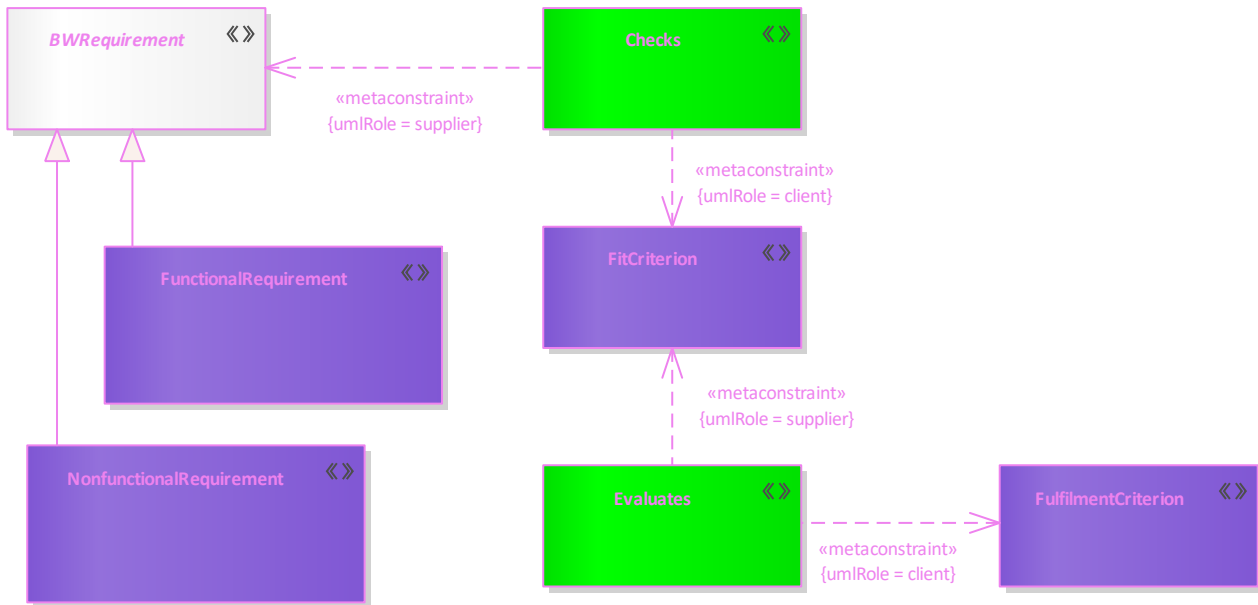 BWRequirement
Checks
«metaconstraint»
{umlRole = supplier}
«metaconstraint»
{umlRole = client}
FunctionalRequirement
FitCriterion
«metaconstraint»
{umlRole = supplier}
NonfunctionalRequirement
Evaluates
FulfilmentCriterion
«metaconstraint»
{umlRole = client}